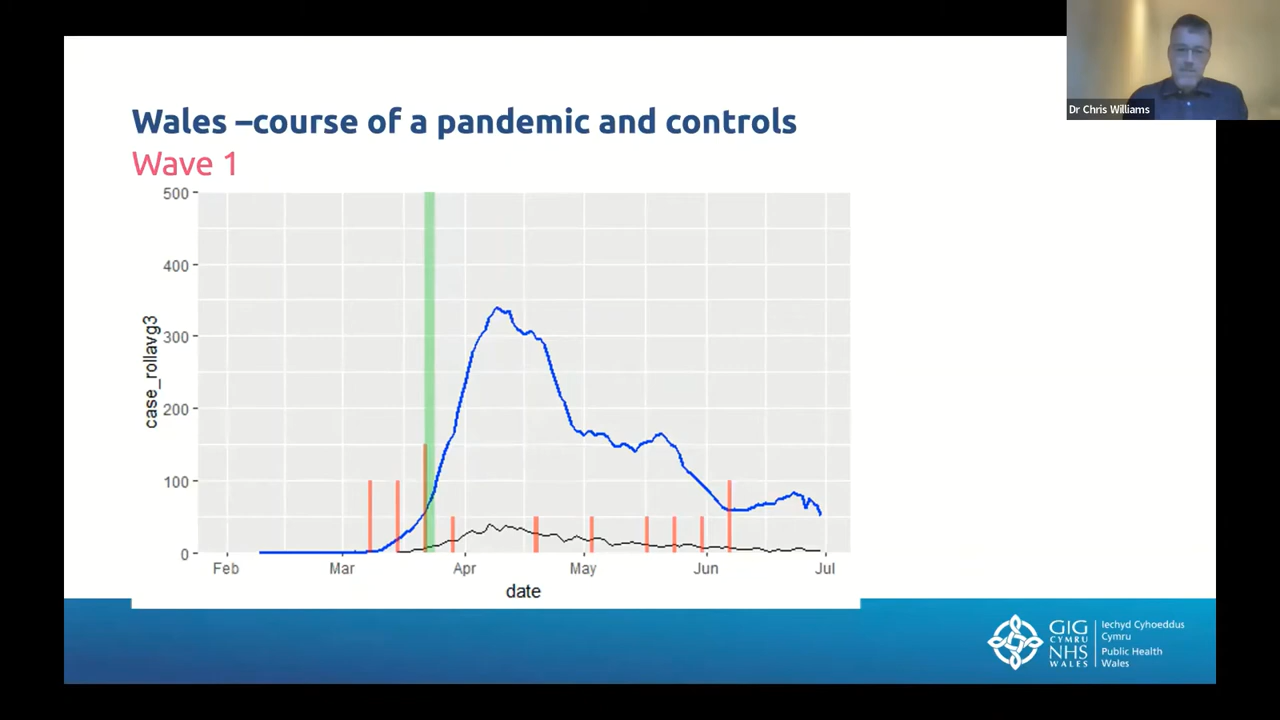 Dr Chris Williams
Wales –course of a pandemic and controls
Wave 1
500
400
300
200
100
0
case_rollavg3
Feb
Mar
Apr
May
Jun
Jul
date
GIG
CYMRU
NHS
WALES
Iechyd Cyhoeddus
Cymru
Public Health
Wales